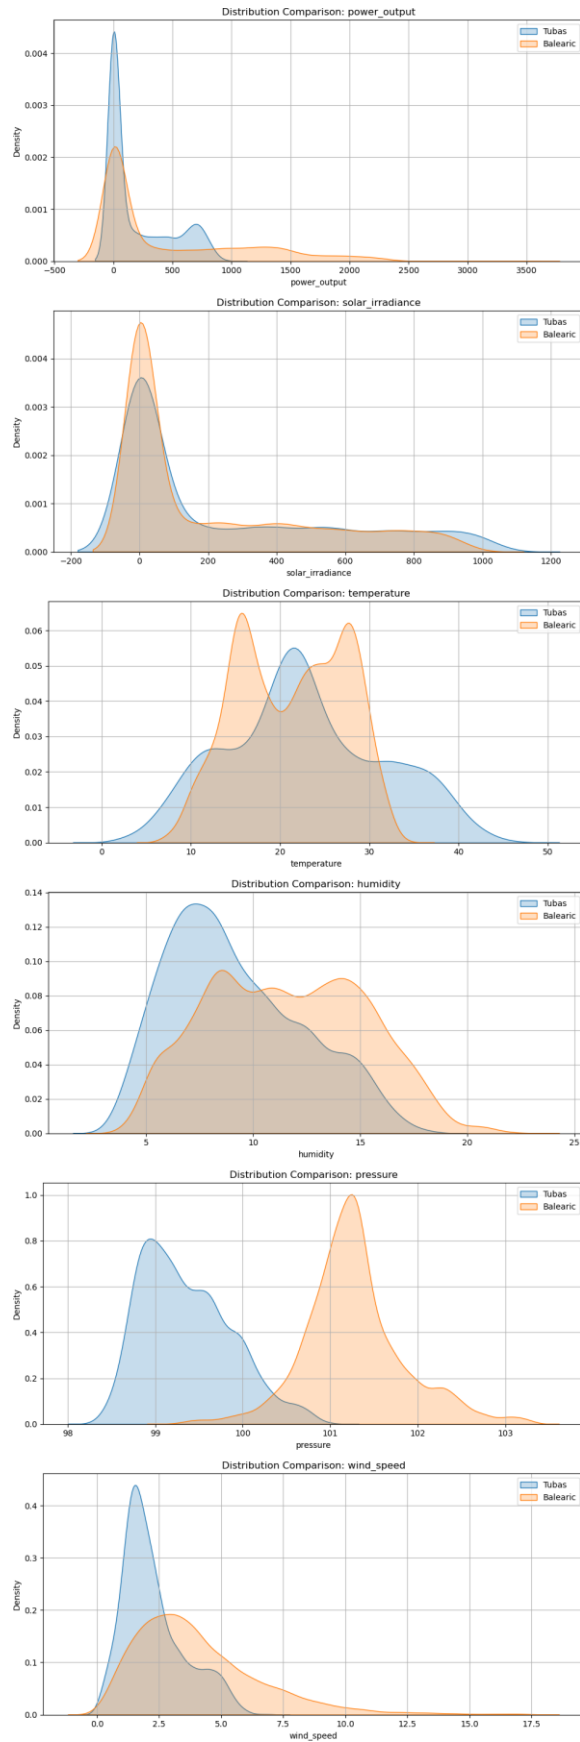 Distribution Comparison: power_output
Tubas
Balearic
0.004
0.003
0.002
0.001
0.000
Density
−500 0 500 1000 1500 2000 2500 3000 3500
power_output
Distribution Comparison: solar_irradiance
Tubas
Balearic
0.004
0.003
0.002
0.001
0.000
Density
−200 0 200 400 600 800 1000 1200
solar_irradiance
Distribution Comparison: temperature
Tubas
Balearic
0.06
0.05
0.04
0.03
0.02
0.01
0.00
Density
0 10 20 30 40 50
temperature
Distribution Comparison: humidity
Tubas
Balearic
0.14
0.12
0.10
0.08
0.06
0.04
0.02
0.00
Density
5 10 15 20 25
humidity
Distribution Comparison: pressure
Tubas
Balearic
1.0
0.8
0.6
0.4
0.2
0.0
Density
98 99 100 101 102 103
pressure
Distribution Comparison: wind_speed
Tubas
Balearic
0.4
0.3
0.2
0.1
0.0
Density
0.0 2.5 5.0 7.5 10.0 12.5 15.0 17.5
wind_speed